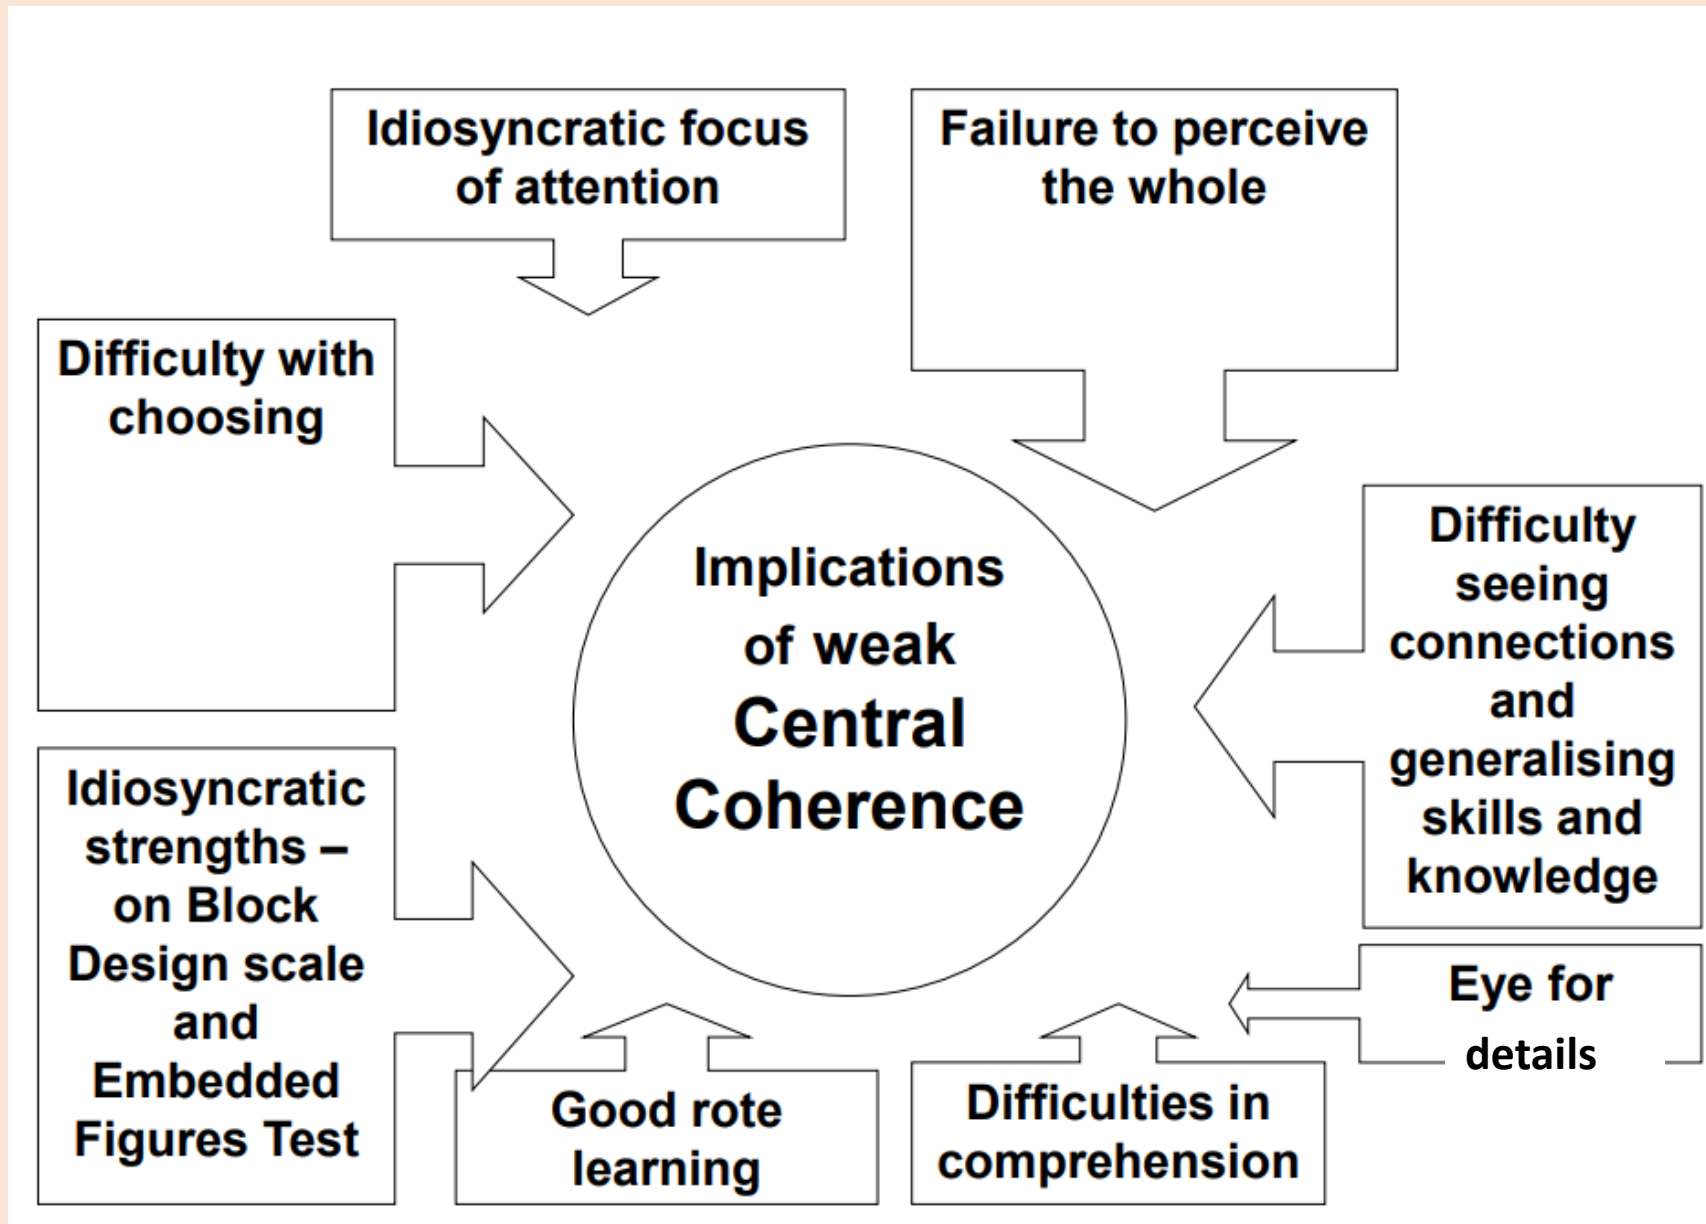 Idiosyncratic focus
of attention
Failure to perceive
the whole
Difficulty with
choosing
Implications
of weak
Central
Coherence
Difficulty
seeing
connections
and
generalising
skills and
knowledge
Idiosyncratic
strengths –
on Block
Design scale
and
Embedded
Figures Test
Eye for
details
Good rote
learning
Difficulties in
comprehension